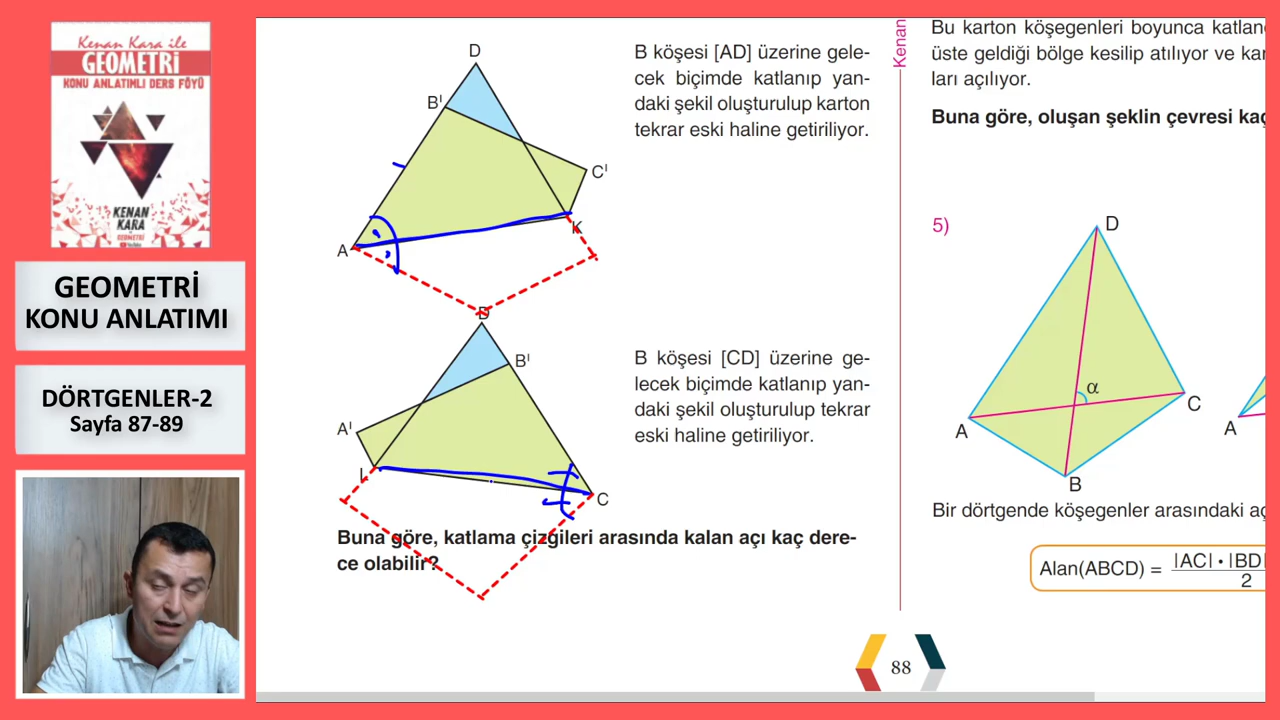 Kenan Kara ile
GEOMETRİ
KONU ANLATIMLI DERS FÖYÜ
KENAN
KARA
GEOMETRİ
GEOMETRİ
KONU ANLATIMI
DÖRTGENLER-2
Sayfa 87-89
D
B'
C'
K
A
B köşesi [AD] üzerine gele-
cek biçimde katlanıp yan-
daki şekil oluşturulup karton
tekrar eski haline getiriliyor.
B'
A'
L
C
B köşesi [CD] üzerine ge-
lecek biçimde katlanıp yan-
daki şekil oluşturulup tekrar
eski haline getiriliyor.
Buna göre, katlama çizgileri arasında kalan açı kaç dere-
ce olabilir?
Kenan
Bu karton köşegenleri boyunca katlan
üste geldiği bölge kesilip atılıyor ve ka
ları açılıyor.
Buna göre, oluşan şeklin çevresi kaç
5)
D
α
C
A
B
A
Bir dörtgende köşegenler arasındaki aç
Alan(ABCD) = |AC| • |BD|
2
88